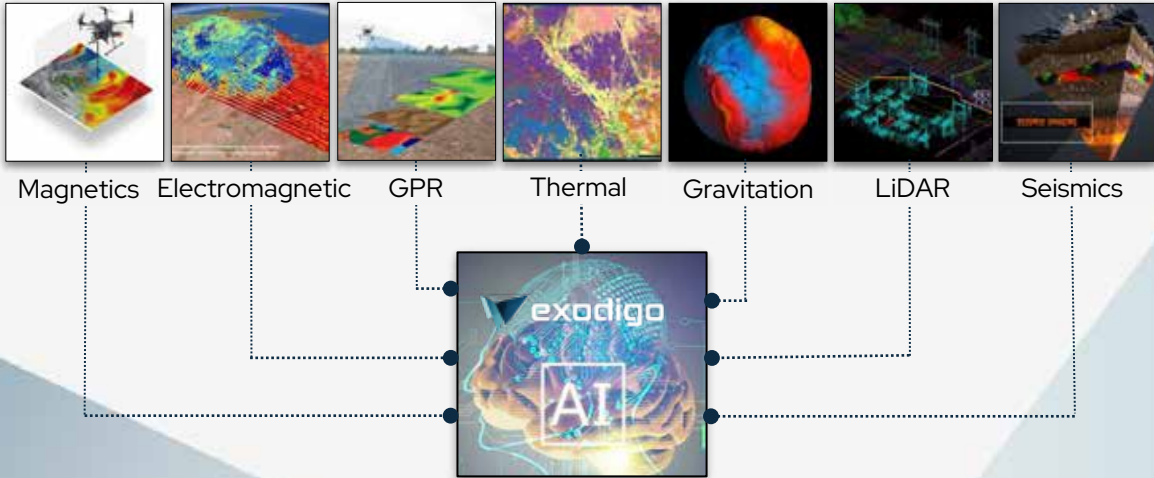 Magnetics
Electromagnetic
GPR
Thermal
Gravitation
LiDAR
Seismics
exodigo
AI